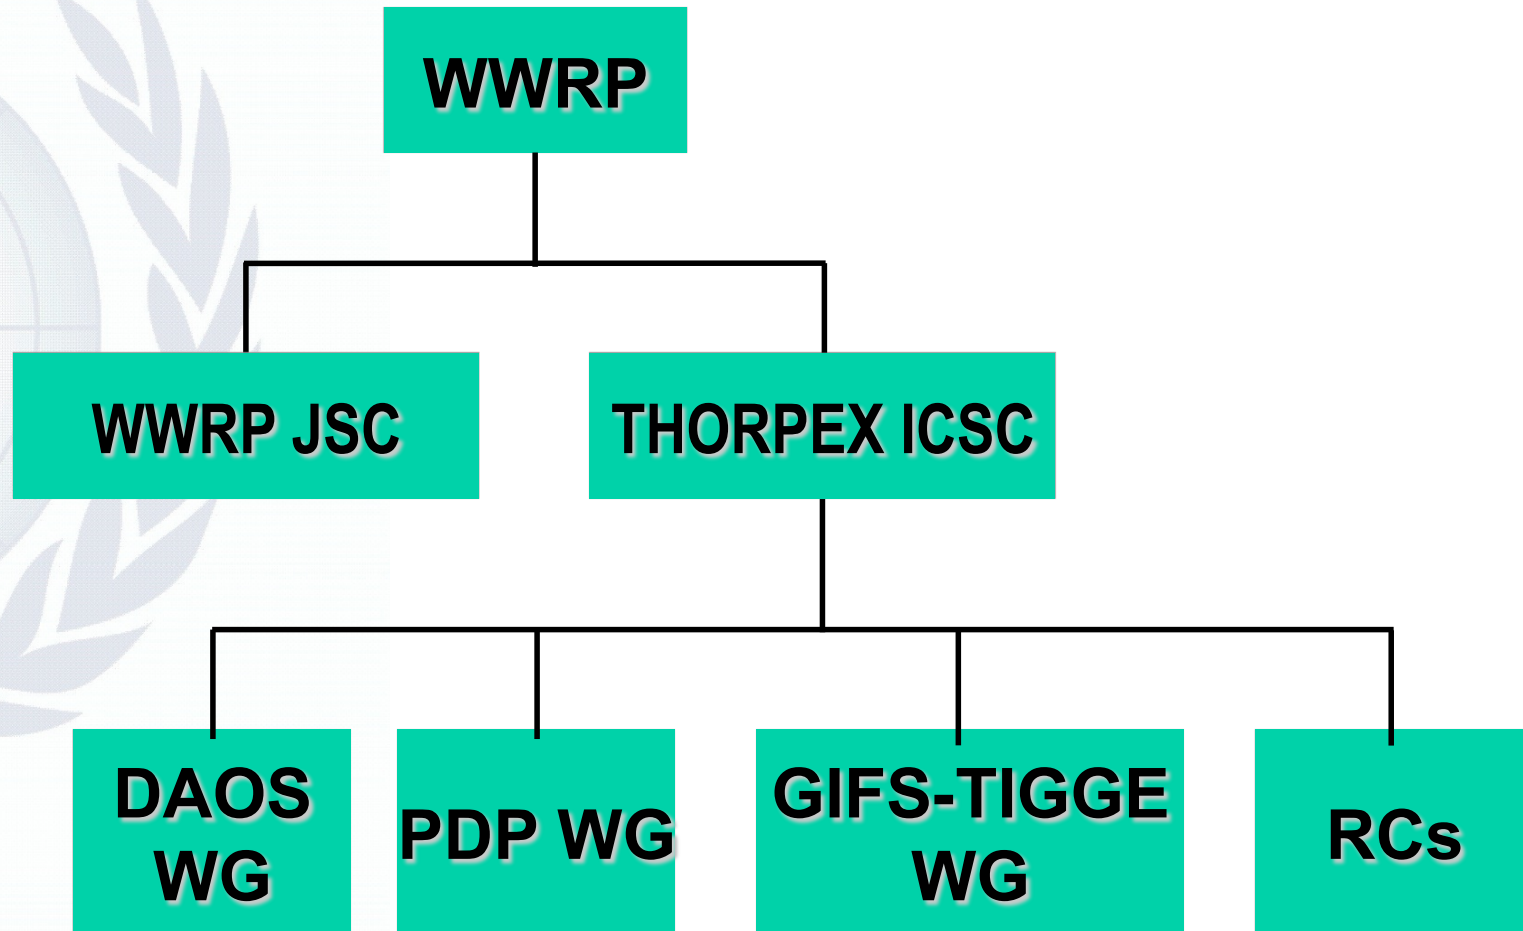 WWRP
WWRP JSC
THORPEX ICSC
DAOS
WG
PDP WG
GIFS-TIGGE
WG
RCs